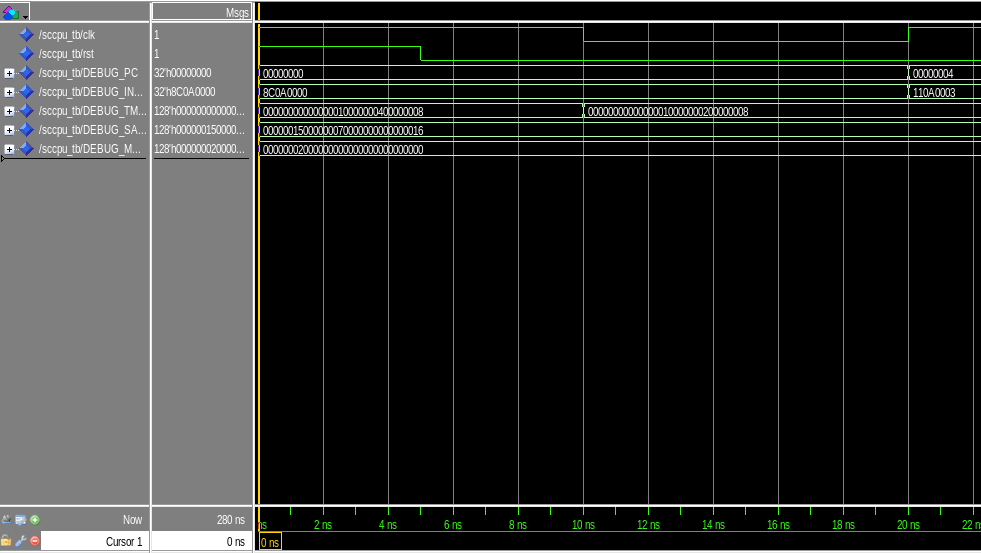 Msgs
/sccpu_tb/clk 1
/sccpu_tb/rst 1
/sccpu_tb/DEBUG_PC 32'h00000000 00000000 00000004
/sccpu_tb/DEBUG_IN... 32'h8C0A0000 8C0A0000 110A0003
/sccpu_tb/DEBUG_TM... 128'h000000000000... 00000000000000010000000400000008 00000000000000010000000200000008
/sccpu_tb/DEBUG_SA... 128'h000000150000... 00000015000000070000000000000016
/sccpu_tb/DEBUG_M... 128'h000000020000... 00000002000000000000000000000000
Now 280 ns ns 2 ns 4 ns 6 ns 8 ns 10 ns 12 ns 14 ns 16 ns 18 ns 20 ns 22 ns
Cursor 1 0 ns 0 ns